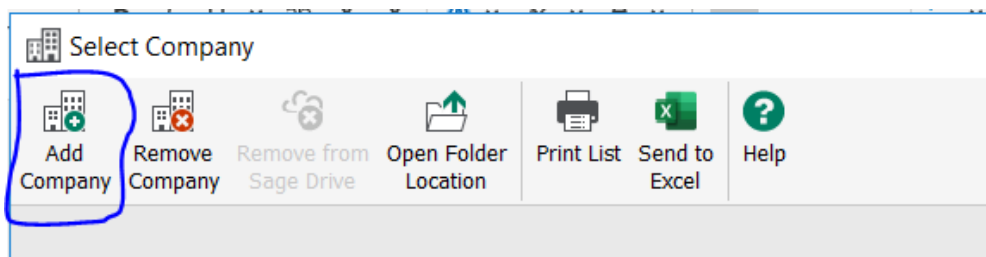 Select Company
Add Remove Remove from Open Folder Print List Send to Help
Company Company Sage Drive Location Excel